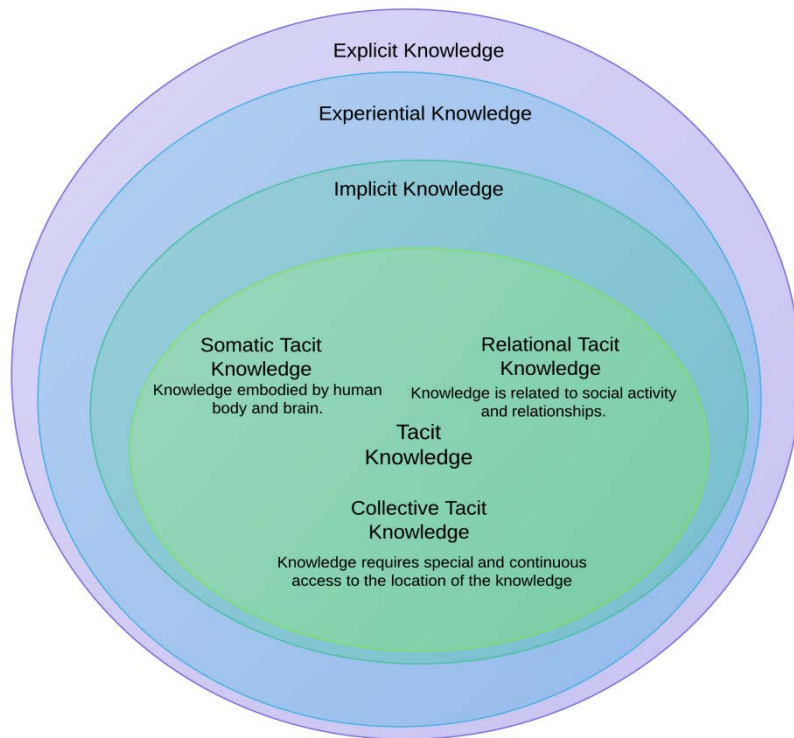 Explicit Knowledge
Experiential Knowledge
Implicit Knowledge
Somatic Tacit
Knowledge
Knowledge embodied by human
body and brain.
Relational Tacit
Knowledge
Knowledge is related to social activity
and relationships.
Tacit
Knowledge
Collective Tacit
Knowledge
Knowledge requires special and continuous
access to the location of the knowledge